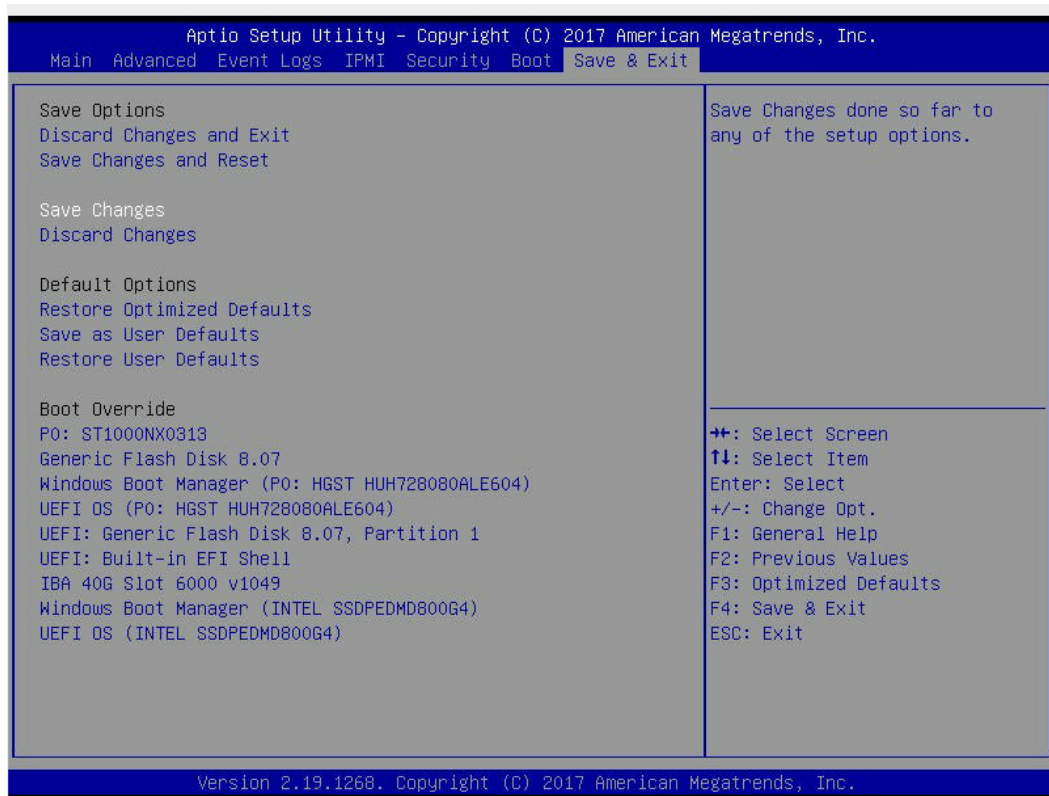 Aptio Setup Utility – Copyright (C) 2017 American Megatrends, Inc.
Main Advanced Event Logs IPMI Security Boot Save & Exit
Save Options
Discard Changes and Exit
Save Changes and Reset
Save Changes
Discard Changes
Default Options
Restore Optimized Defaults
Save as User Defaults
Restore User Defaults
Boot Override
P0: ST1000NX0313
Generic Flash Disk 8.07
Windows Boot Manager (P0: HGST HUH728080ALE604)
UEFI OS (P0: HGST HUH728080ALE604)
UEFI: Generic Flash Disk 8.07, Partition 1
UEFI: Built-in EFI Shell
IBA 40G Slot 6000 v1049
Windows Boot Manager (INTEL SSDPEDMD800G4)
UEFI OS (INTEL SSDPEDMD800G4)
Save Changes done so far to
any of the setup options.
→←: Select Screen
↑↓: Select Item
Enter: Select
+/-: Change Opt.
F1: General Help
F2: Previous Values
F3: Optimized Defaults
F4: Save & Exit
ESC: Exit
Version 2.19.1268. Copyright (C) 2017 American Megatrends, Inc.